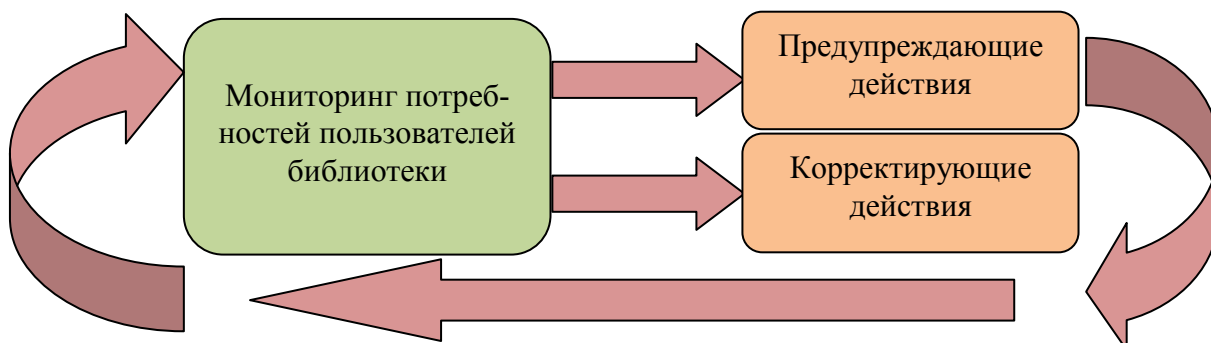 Мониторинг потреб-
ностей пользователей
библиотеки
Предупреждающие
действия
Корректирующие
действия